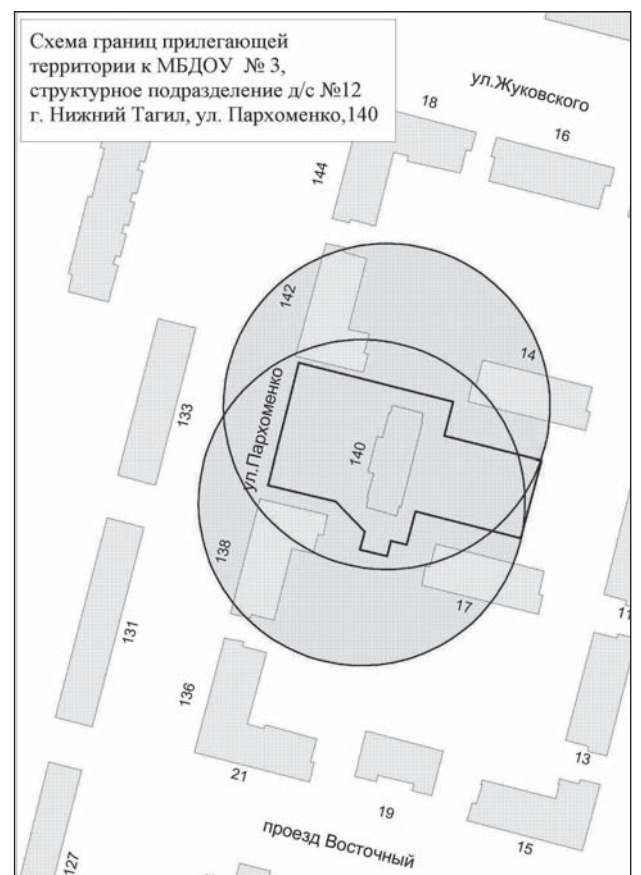 Схема границ прилегающей
территории к МБДОУ № 3,
структурное подразделение д/с №12
г. Нижний Тагил, ул. Пархоменко,140
ул.Жуковского
18
16
144
142
14
133
ул.Пархоменко
140
138
17
131
136
21
19
13
15
проезд Восточный
127